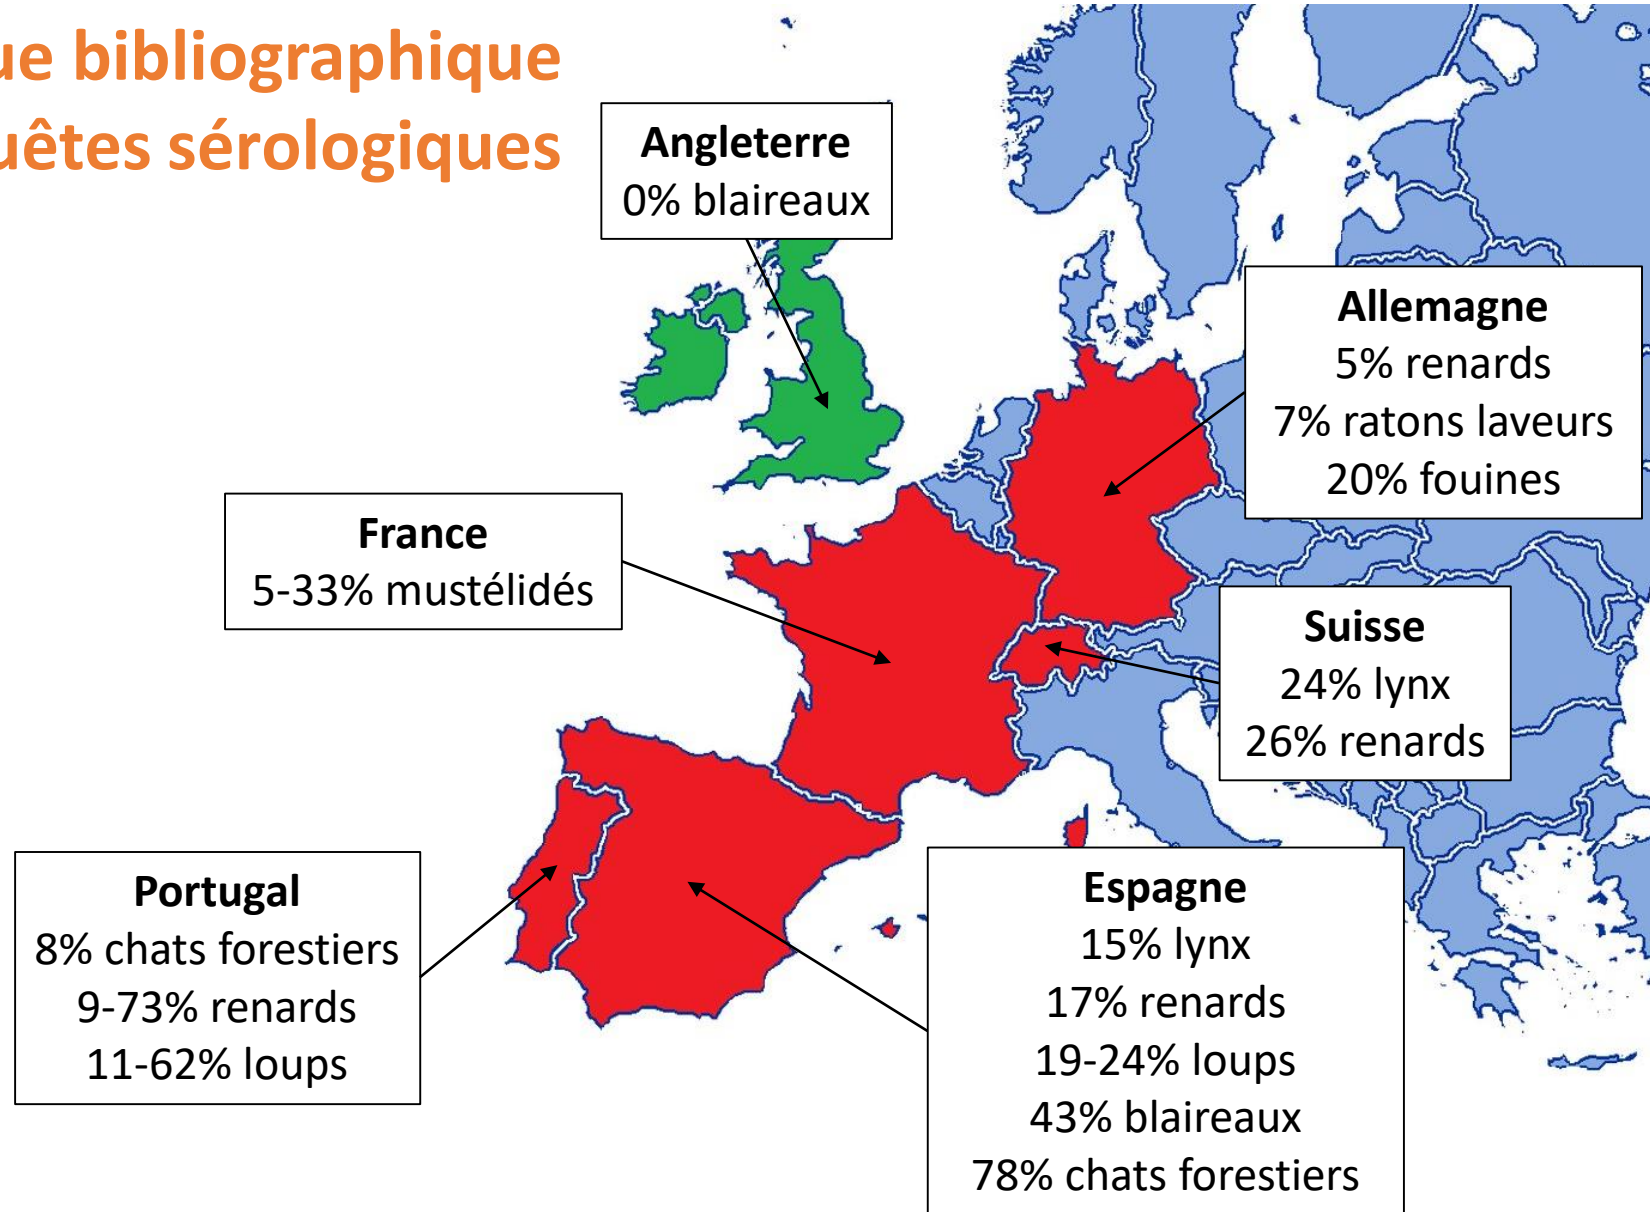 ue bibliographique
uêtes sérologiques
Angleterre
0% blaireaux
Allemagne
5% renards
7% ratons laveurs
20% fouines
France
5-33% mustélidés
Suisse
24% lynx
26% renards
Portugal
8% chats forestiers
9-73% renards
11-62% loups
Espagne
15% lynx
17% renards
19-24% loups
43% blaireaux
78% chats forestiers